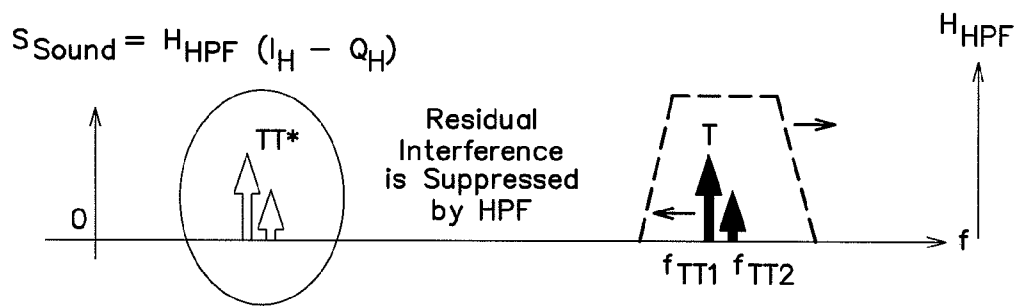 S_Sound = H_HPF (I_H - Q_H)
H_HPF
TT*
Residual
Interference
is Suppressed
by HPF
T
0
f
f_TT1 f_TT2